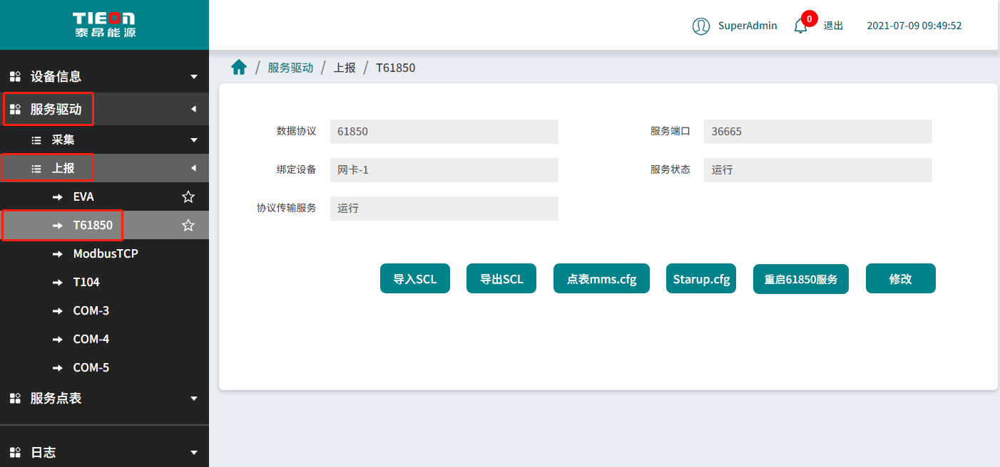 TIEON
泰昂能源
SuperAdmin
0
退出
2021-07-09 09:49:52
设备信息
服务驱动
采集
上报
EVA
T61850
ModbusTCP
T104
COM-3
COM-4
COM-5
服务点表
日志
/ 服务驱动 / 上报 / T61850
数据协议 61850
服务端口 36665
绑定设备 网卡-1
服务状态 运行
协议传输服务 运行
导入SCL
导出SCL
点表mms.cfg
Starup.cfg
重启61850服务
修改